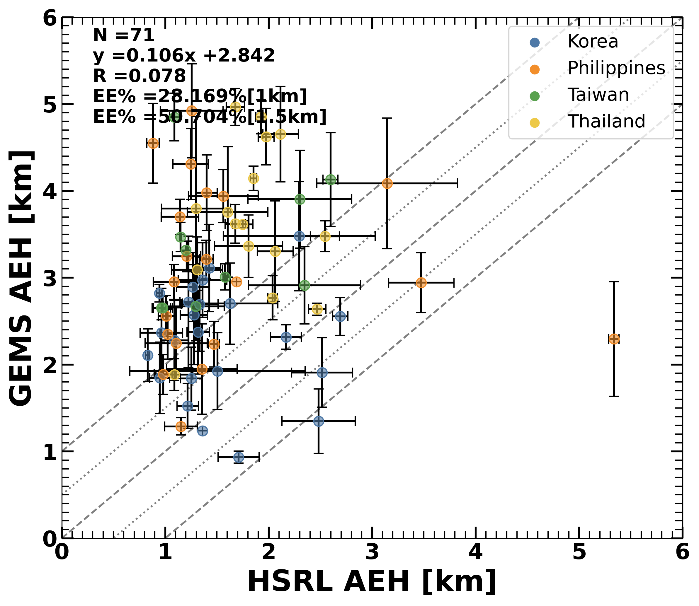 N =71
y =0.106x +2.842
R =0.078
EE% =28.169%[1km]
EE% =50.704%[1.5km]
Korea
Philippines
Taiwan
Thailand
6
5
4
3
2
1
0
GEMS AEH [km]
0 1 2 3 4 5 6
HSRL AEH [km]